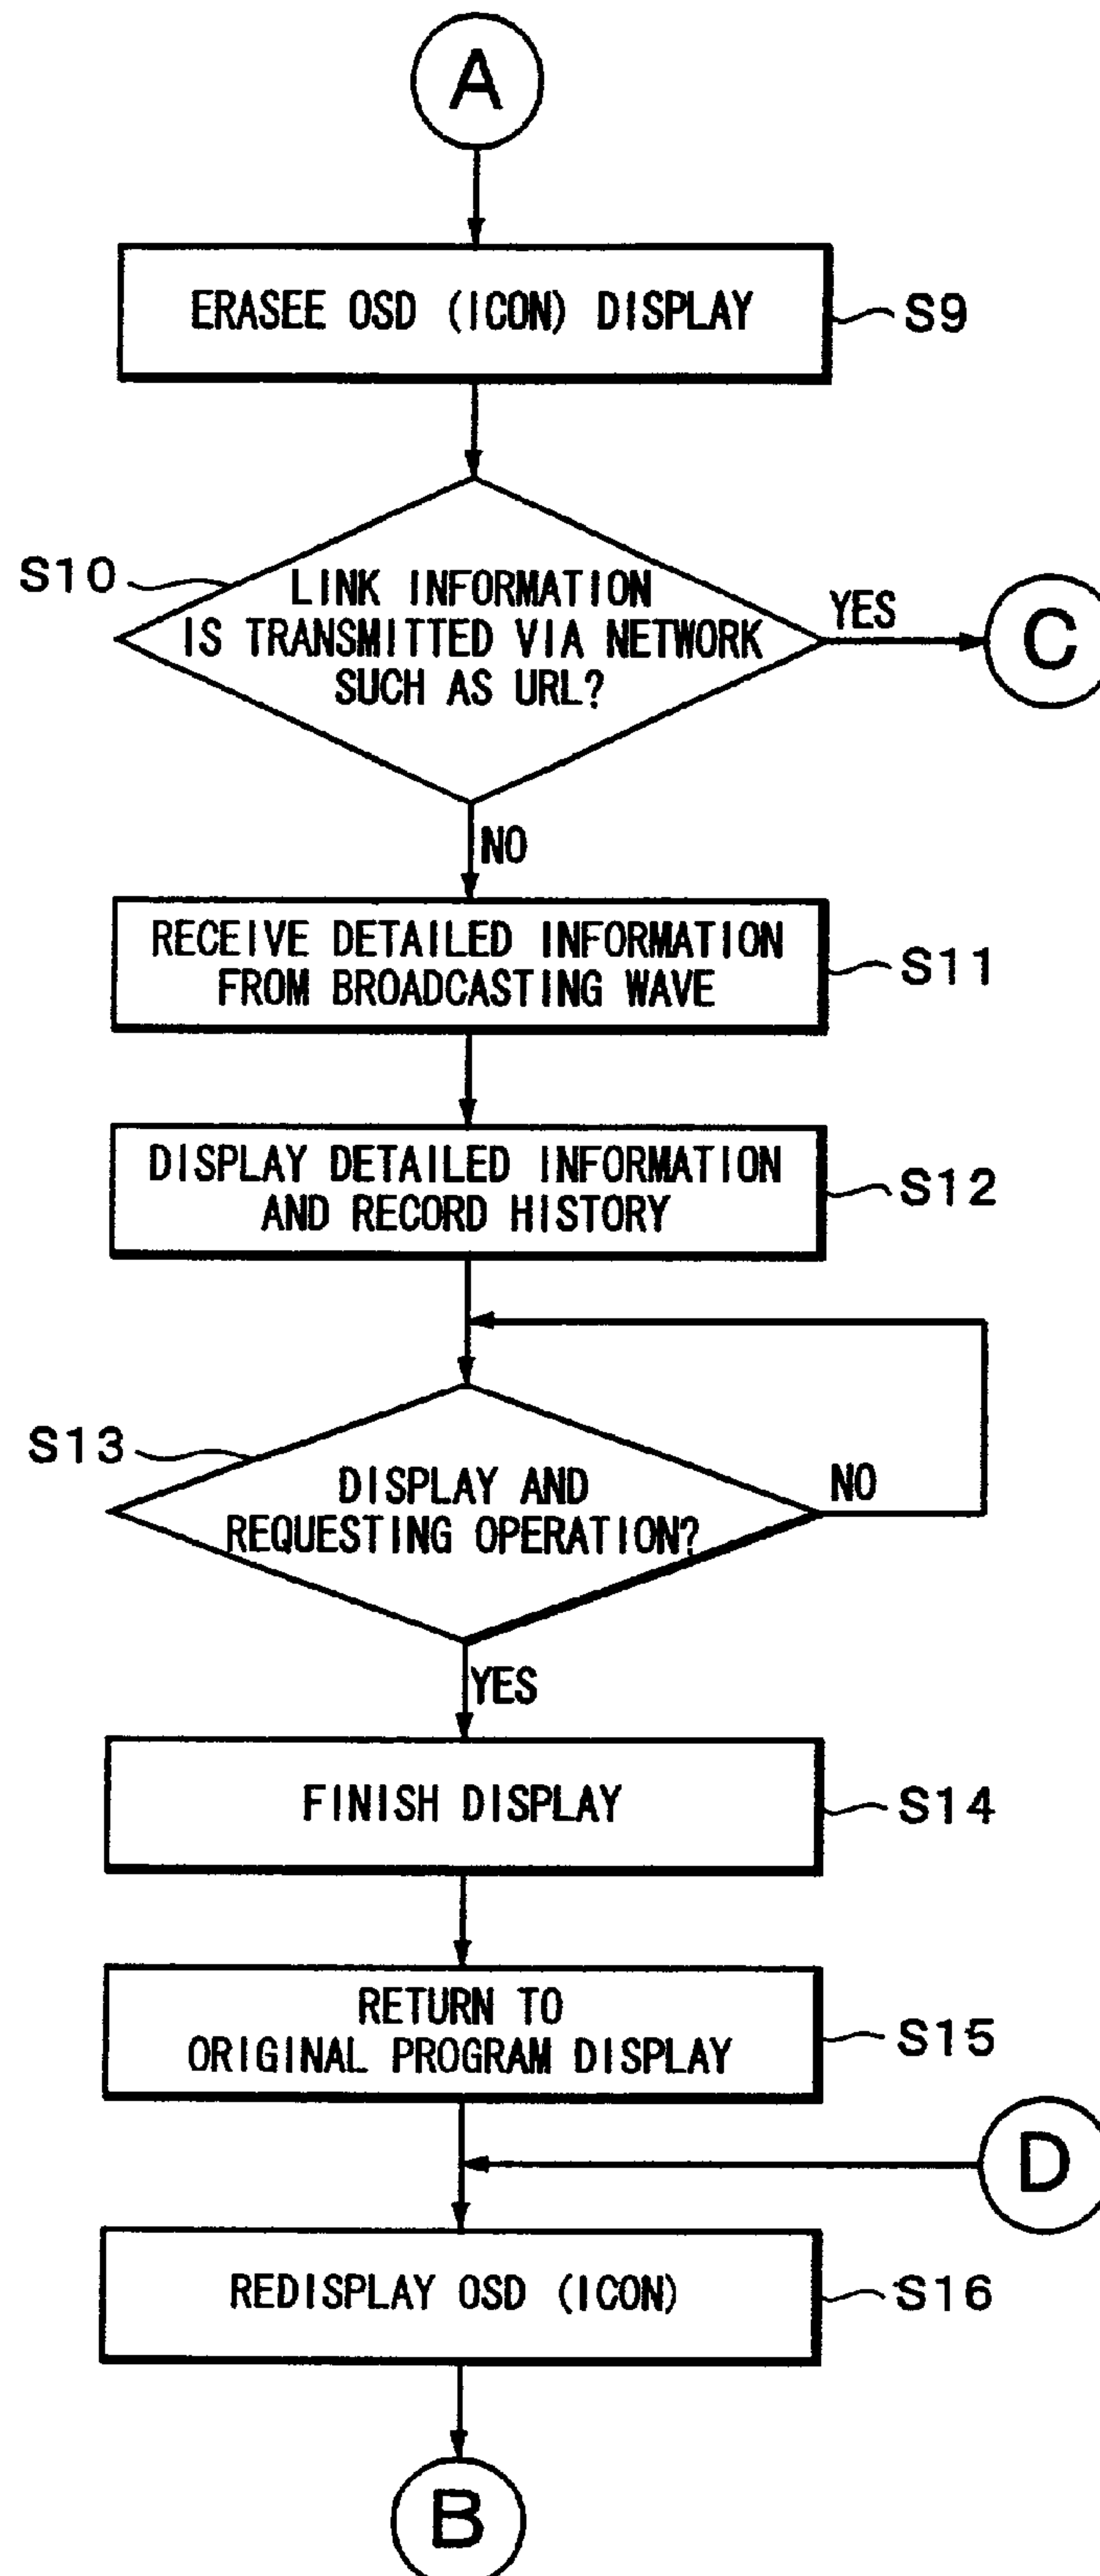 A
ERASEE OSD (ICON) DISPLAY
S9
S10
LINK INFORMATION
IS TRANSMITTED VIA NETWORK
SUCH AS URL?
YES
C
NO
RECEIVE DETAILED INFORMATION
FROM BROADCASTING WAVE
S11
DISPLAY DETAILED INFORMATION
AND RECORD HISTORY
S12
S13
DISPLAY AND
REQUESTING OPERATION?
NO
YES
FINISH DISPLAY
S14
RETURN TO
ORIGINAL PROGRAM DISPLAY
S15
D
REDISPLAY OSD (ICON)
S16
B